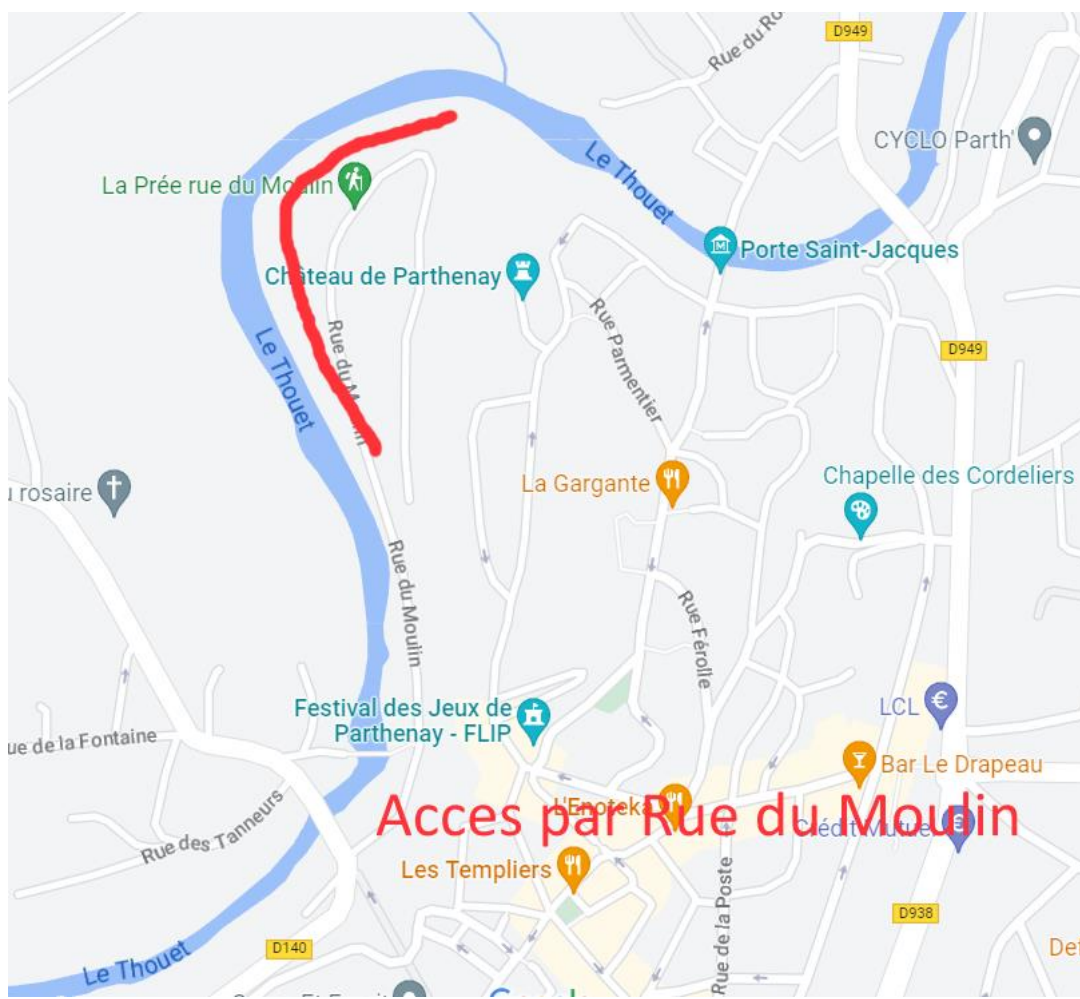 D949
Rue du Ro
CYCLO Parth'
Le Thouet
La Prée rue du Moulin
Porte Saint-Jacques
Château de Parthenay
Rue Parmentier
Rue du Moulin
Le Thouet
D949
La Gargante
Chapelle des Cordeliers
u rosaire
Rue du Moulin
Rue Férolle
LCL
Festival des Jeux de
Parthenay - FLIP
ue de la Fontaine
Bar Le Drapeau
L'Enoteka
Acces par Rue du Moulin
Crédit Mutuel
Rue des Tanneurs
Les Templiers
Rue de la Poste
D938
D140
Le Thouet
Def